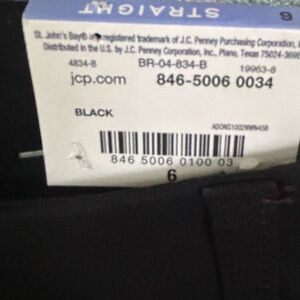 STRAIGHT
St. John's Bay® is a registered trademark of J.C. Penney Purchasing Corporation,
Distributed in the U.S. by J.C. Penney Corporation, Inc., Plano, Texas
4834-8 BR-04-834-B 19963-8
jcp.com 846-5006 0034
BLACK
846 5006 0100 03
6